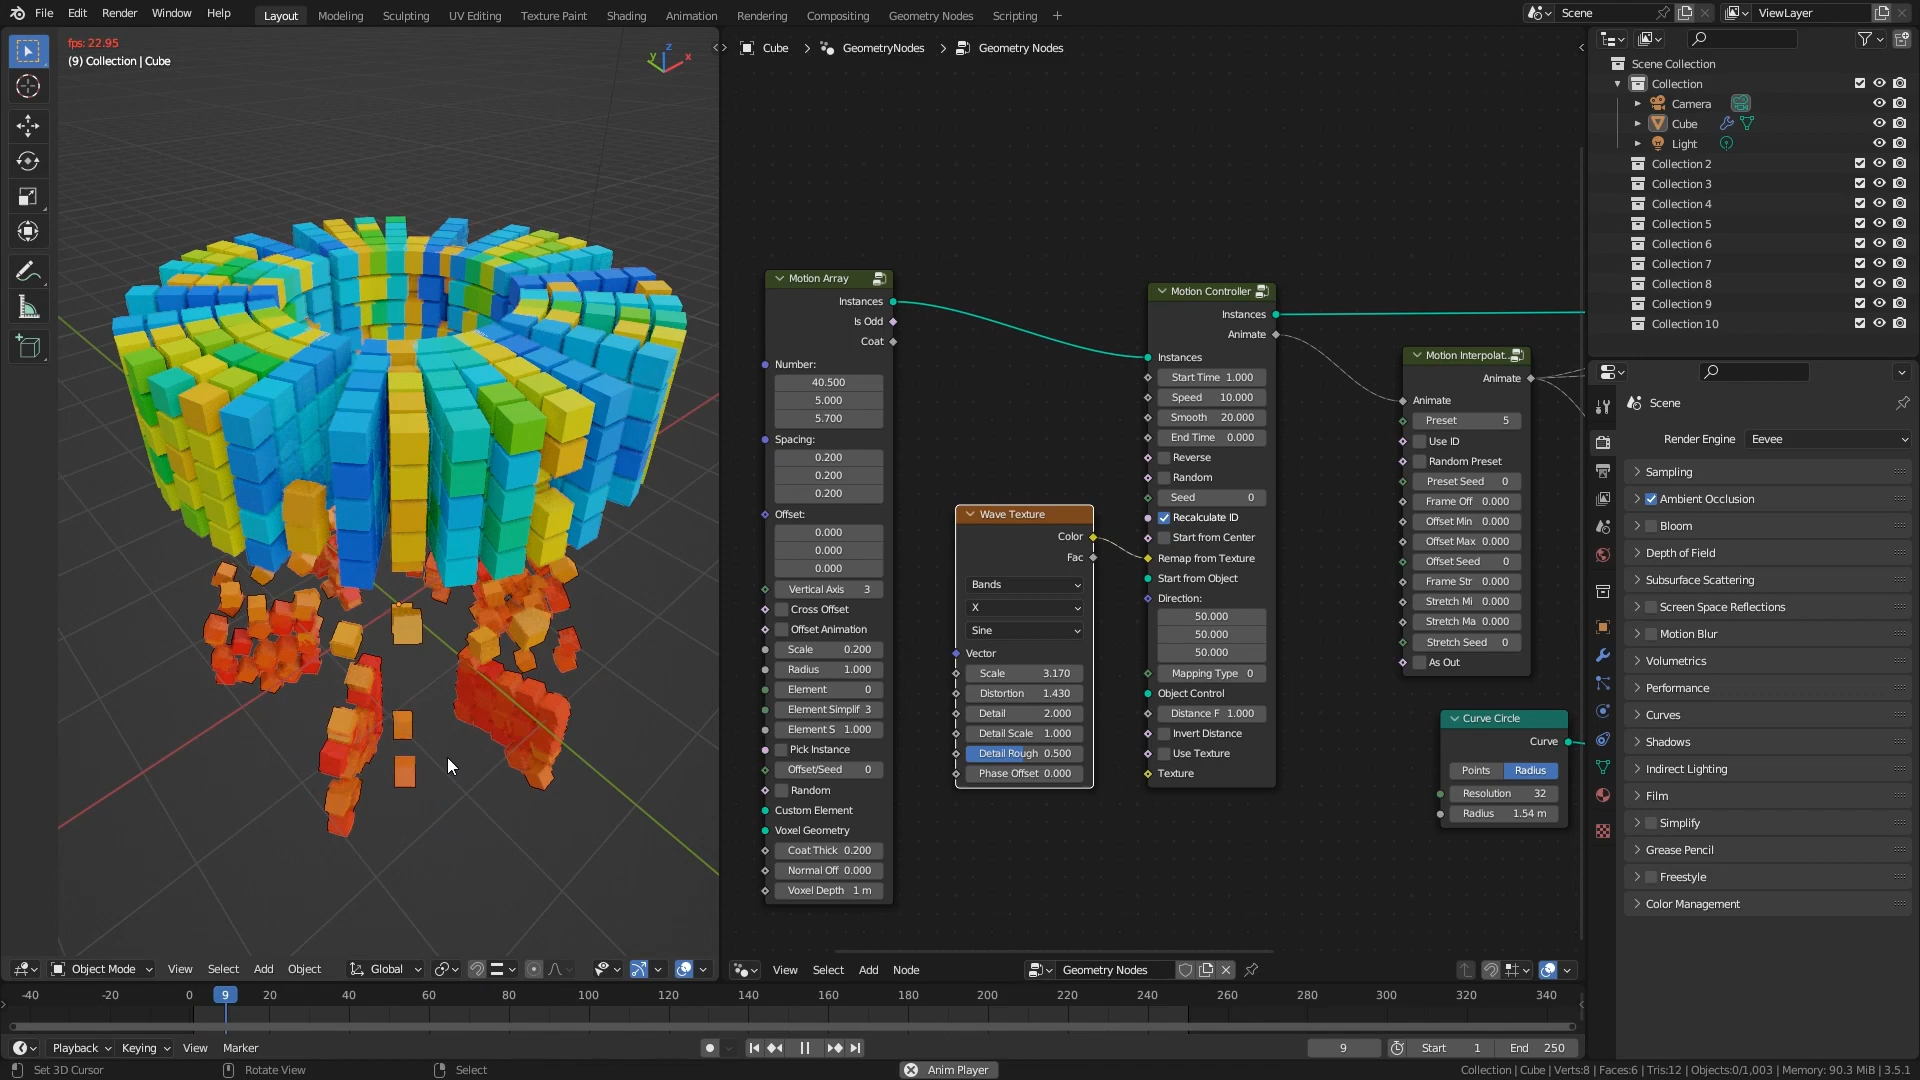 File Edit Render Window Help Layout Modeling Sculpting UV Editing Texture Paint Shading Animation Rendering Compositing Geometry Nodes Scripting + Scene ViewLayer
fps: 22.95
(9) Collection | Cube
Z
Y
X
Cube > GeometryNodes > Geometry Nodes
Motion Array
Instances
Is Odd
Coat
Number:
40.500
5.000
5.700
Spacing:
0.200
0.200
0.200
Offset:
0.000
0.000
0.000
Vertical Axis 3
Cross Offset
Offset Animation
Scale 0.200
Radius 1.000
Element 0
Element Simplif 3
Element S 1.000
Pick Instance
Offset/Seed 0
Random
Custom Element
Voxel Geometry
Coat Thick 0.200
Normal Off 0.000
Voxel Depth 1 m
Wave Texture
Color
Fac
Bands
X
Sine
Vector
Scale 3.170
Distortion 1.430
Detail 2.000
Detail Scale 1.000
Detail Rough 0.500
Phase Offset 0.000
Motion Controller
Instances
Animate
Instances
Start Time 1.000
Speed 10.000
Smooth 20.000
End Time 0.000
Reverse
Random
Seed 0
Recalculate ID
Start from Center
Remap from Texture
Start from Object
Direction:
50.000
50.000
50.000
Mapping Type 0
Object Control
Distance F 1.000
Invert Distance
Use Texture
Texture
Motion Interpolat..
Animate
Animate
Preset 5
Use ID
Random Preset
Preset Seed 0
Frame Off 0.000
Offset Min 0.000
Offset Max 0.000
Offset Seed 0
Frame Str 0.000
Stretch Mi 0.000
Stretch Ma 0.000
Stretch Seed 0
As Out
Curve Circle
Curve
Points Radius
Resolution 32
Radius 1.54 m
Scene Collection
Collection
Camera
Cube
Light
Collection 2
Collection 3
Collection 4
Collection 5
Collection 6
Collection 7
Collection 8
Collection 9
Collection 10
Scene
Render Engine Eevee
Sampling
Ambient Occlusion
Bloom
Depth of Field
Subsurface Scattering
Screen Space Reflections
Motion Blur
Volumetrics
Performance
Curves
Shadows
Indirect Lighting
Film
Simplify
Grease Pencil
Freestyle
Color Management
Object Mode View Select Add Object Global
View Select Add Node Geometry Nodes
-40 -20 0 9 20 40 60 80 100 120 140 160 180 200 220 240 260 280 300 320 340
Playback Keying View Marker 9 Start 1 End 250
Set 3D Cursor Rotate View Select Anim Player Collection | Cube | Verts:8 | Faces:6 | Tris:12 | Objects:0/1,003 | Memory: 90.3 MiB | 3.5.1